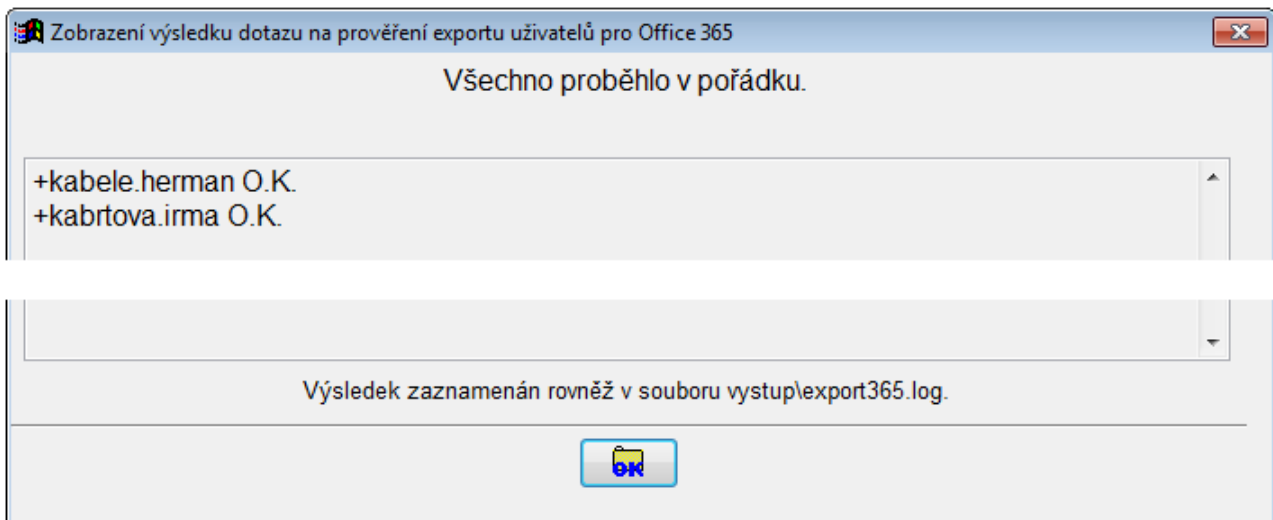 Zobrazení výsledku dotazu na prověření exportu uživatelů pro Office 365
Všechno proběhlo v pořádku.
+kabele.herman O.K.
+kabrtova.irma O.K.
Výsledek zaznamenán rovněž v souboru vystup\export365.log.
OK